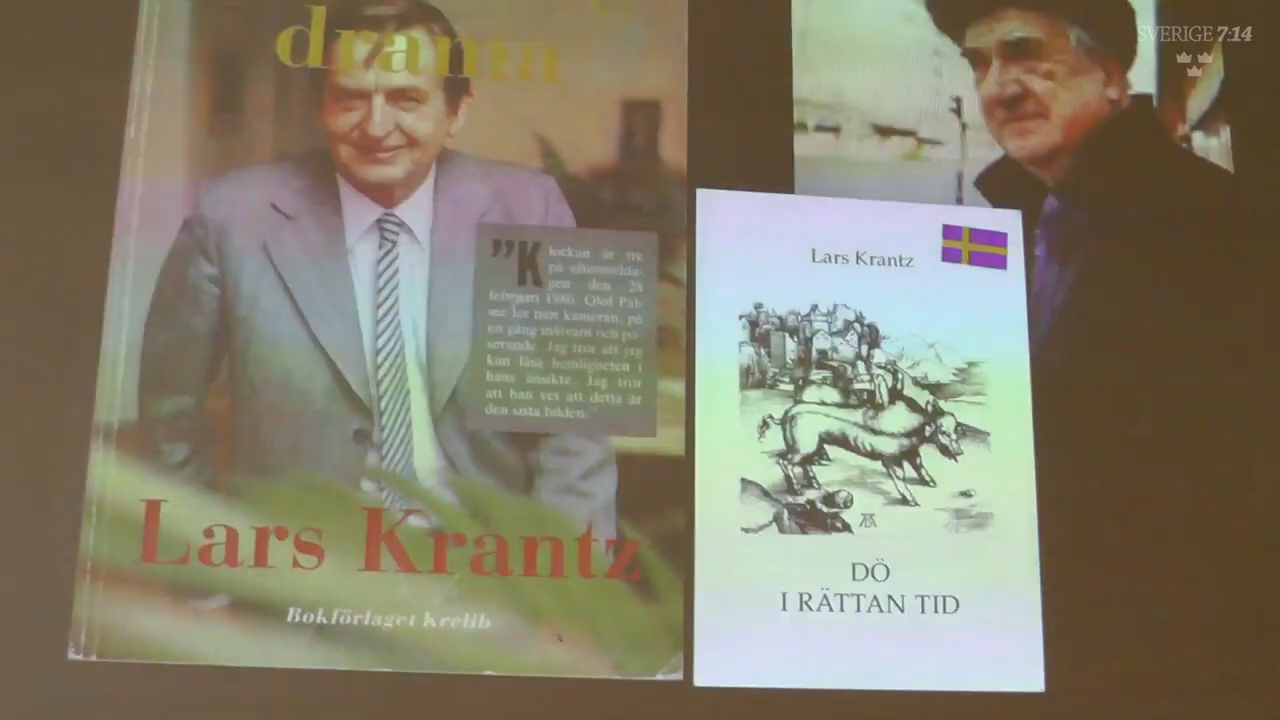 drama
SVERIGE 7:14
"Klockan är tre
på eftermidda-
gen den 28
februari 1986. Olof Pal-
me ler mot kameran, på
en gång
och po-
serande. Jag tror att jag
kan läsa hemligheten i
hans ansikte. Jag tror
att han vet att detta är
den sista bilden."
Lars Krantz
Bokförlaget Krelib
Lars Krantz
DÖ
I RÄTTAN TID